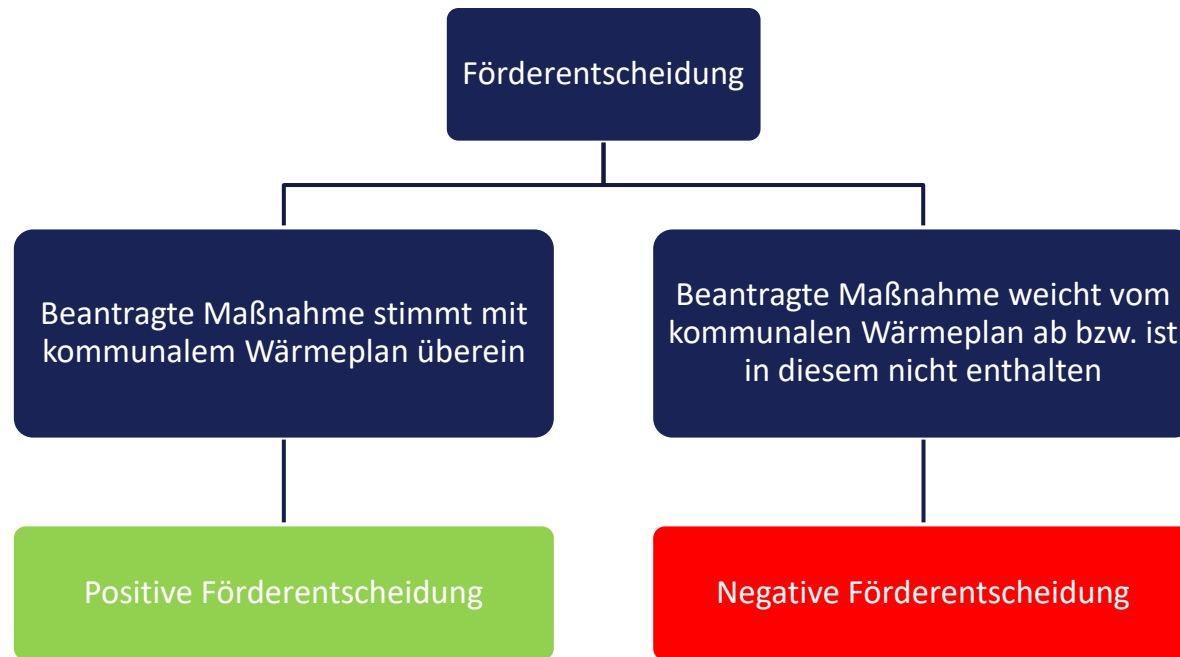 Förderentscheidung
Beantragte Maßnahme stimmt mit
kommunalem Wärmeplan überein
Beantragte Maßnahme weicht vom
kommunalen Wärmeplan ab bzw. ist
in diesem nicht enthalten
Positive Förderentscheidung
Negative Förderentscheidung